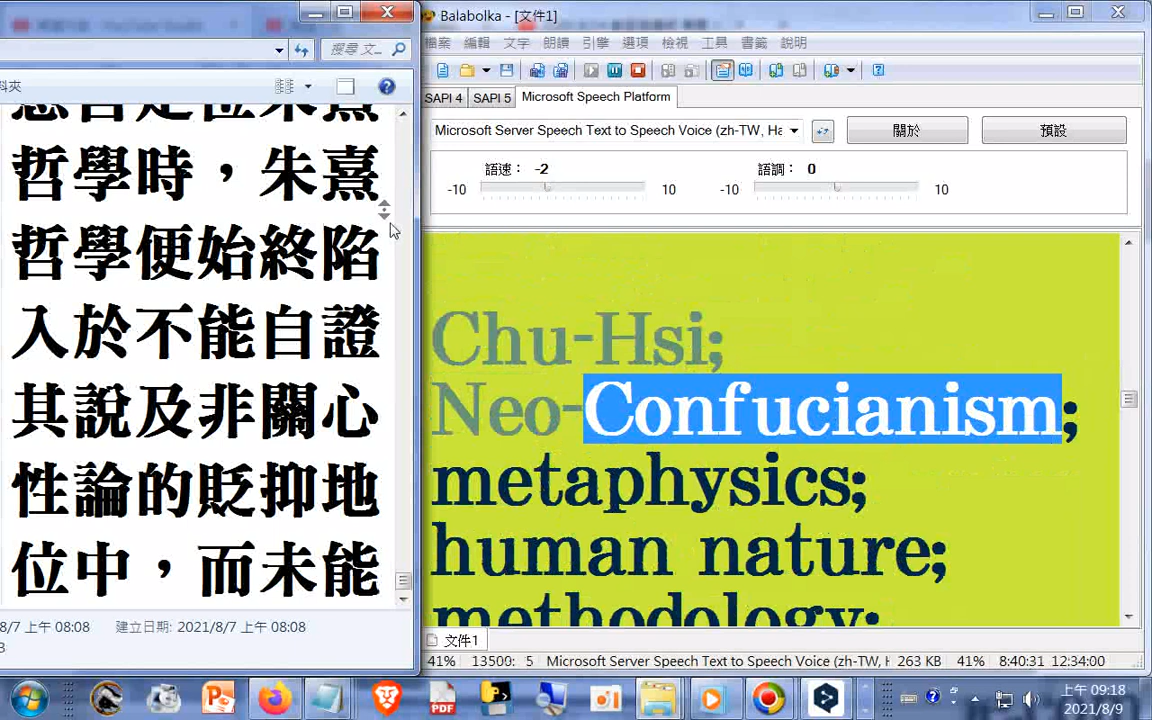 搜尋 文...
科夾
哲學時，朱熹
哲學便始終陷
入於不能自證
其說及非關心
性論的貶抑地
位中，而未能
8/7 上午 08:08
建立日期: 2021/8/7 上午 08:08
Balabolka - [文件1]
檔案 編輯 文字 朗讀 引擎 選項 檢視 工具 書籤 說明
SAPI 4
SAPI 5
Microsoft Speech Platform
Microsoft Server Speech Text to Speech Voice (zh-TW, Ha
關於
預設
語速： -2
語調： 0
-10
10
-10
10
Chu-Hsi;
Neo-Confucianism;
metaphysics;
human nature;
methodology;
文件1
41%
13500: 5
Microsoft Server Speech Text to Speech Voice (zh-TW, H
263 KB
41%
8:40:31
12:34:00
PDF
上午 09:18
2021/8/9